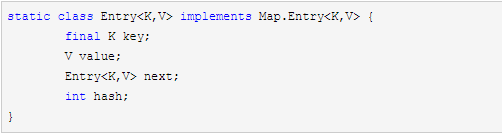 static class Entry<K,V> implements Map.Entry<K,V> {
        final K key;
        V value;
        Entry<K,V> next;
        int hash;
}